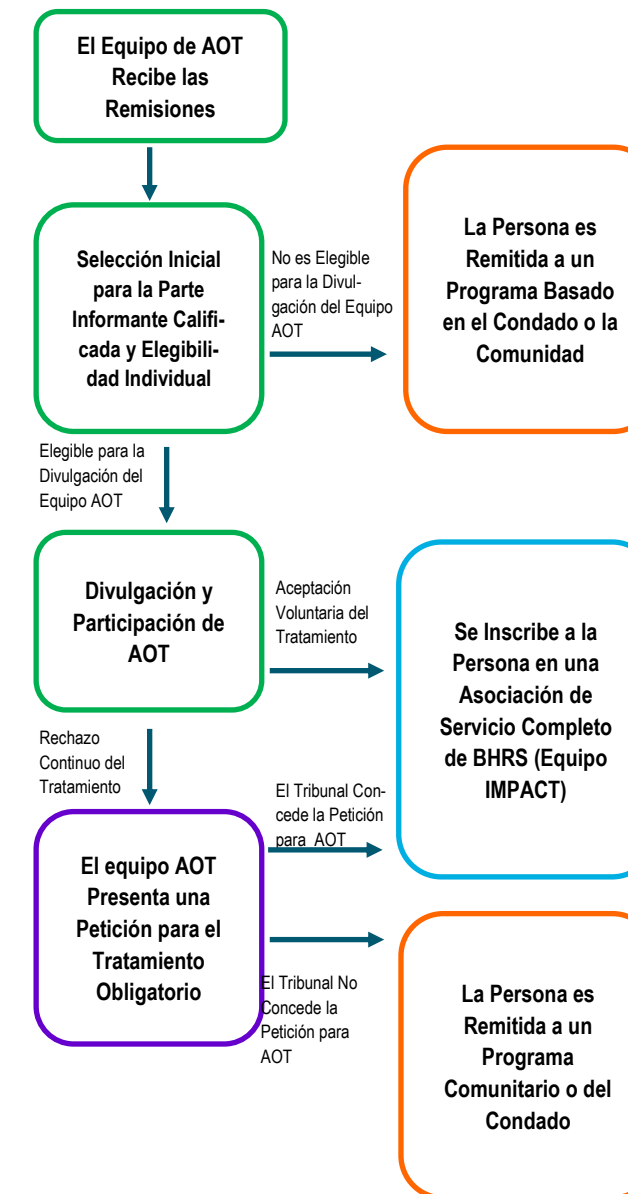 El Equipo de AOT
Recibe las
Remisiones
Selección Inicial
para la Parte
Informante Califi-
cada y Elegibili-
dad Individual
No es Elegible
para la Divul-
gación del Equipo
AOT
La Persona es
Remitida a un
Programa Basado
en el Condado o la
Comunidad
Elegible para la
Divulgación del
Equipo AOT
Divulgación y
Participación de
AOT
Aceptación
Voluntaria del
Tratamiento
Se Inscribe a la
Persona en una
Asociación de
Servicio Completo
de BHRS (Equipo
IMPACT)
Rechazo
Continuo del
Tratamiento
El Tribunal Con-
cede la Petición
para AOT
El equipo AOT
Presenta una
Petición para el
Tratamiento
Obligatorio
El Tribunal No
Concede la
Petición para
AOT
La Persona es
Remitida a un
Programa
Comunitario o del
Condado